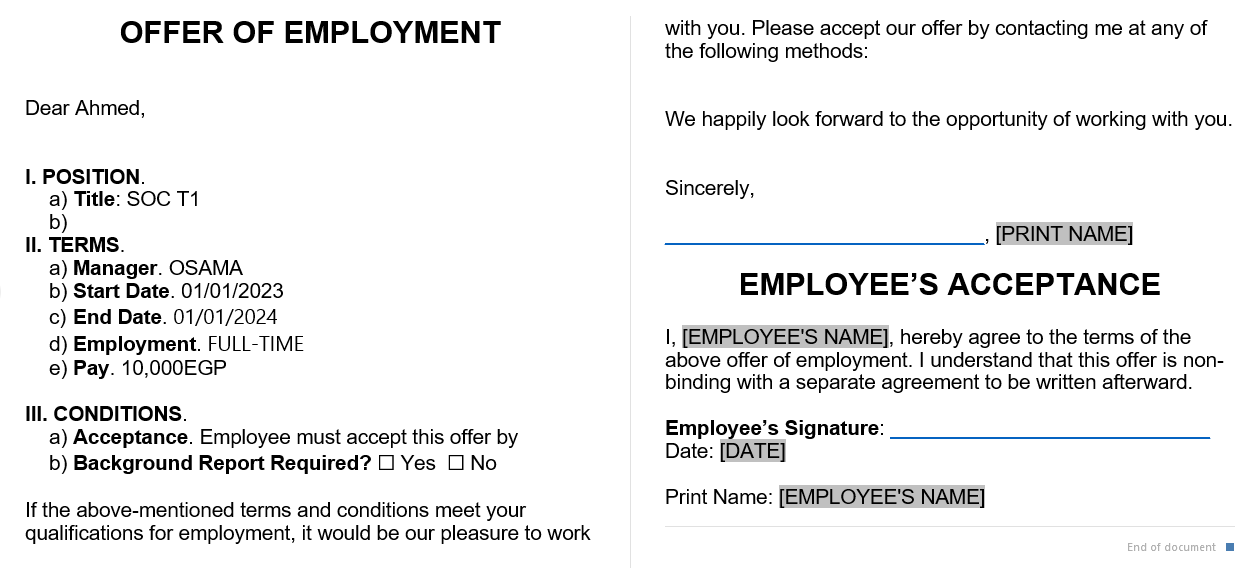 OFFER OF EMPLOYMENT
Dear Ahmed,
I. POSITION.
a) Title: SOC T1
b)
II. TERMS.
a) Manager. OSAMA
b) Start Date. 01/01/2023
c) End Date. 01/01/2024
d) Employment. FULL-TIME
e) Pay. 10,000EGP
III. CONDITIONS.
a) Acceptance. Employee must accept this offer by
b) Background Report Required? ☐ Yes ☐ No
If the above-mentioned terms and conditions meet your
qualifications for employment, it would be our pleasure to work
with you. Please accept our offer by contacting me at any of
the following methods:
We happily look forward to the opportunity of working with you.
Sincerely,
, [PRINT NAME]
EMPLOYEE’S ACCEPTANCE
I, [EMPLOYEE'S NAME], hereby agree to the terms of the
above offer of employment. I understand that this offer is non-
binding with a separate agreement to be written afterward.
Employee’s Signature:
Date: [DATE]
Print Name: [EMPLOYEE'S NAME]
End of document